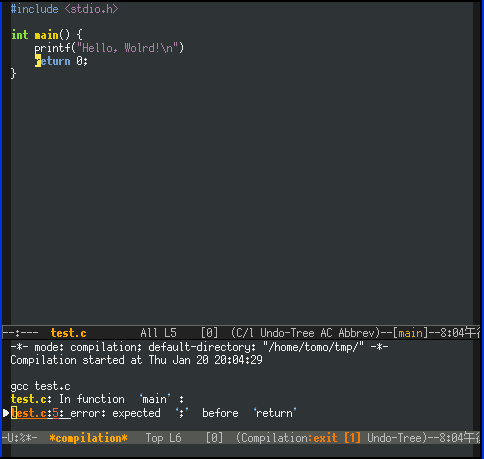 #include <stdio.h>
int main() {
printf("Hello, Wolrd!\n")
return 0;
}
--:--- test.c All L5 [0] (C/l Undo-Tree AC Abbrev)--[main]--8:04午後
-*- mode: compilation; default-directory: "/home/tomo/tmp/" -*-
Compilation started at Thu Jan 20 20:04:29
gcc test.c
test.c: In function ‘main’:
test.c:5: error: expected ‘;’ before ‘return’
-U:%*- *compilation* Top L6 [0] (Compilation:exit [1] Undo-Tree)--8:04午後